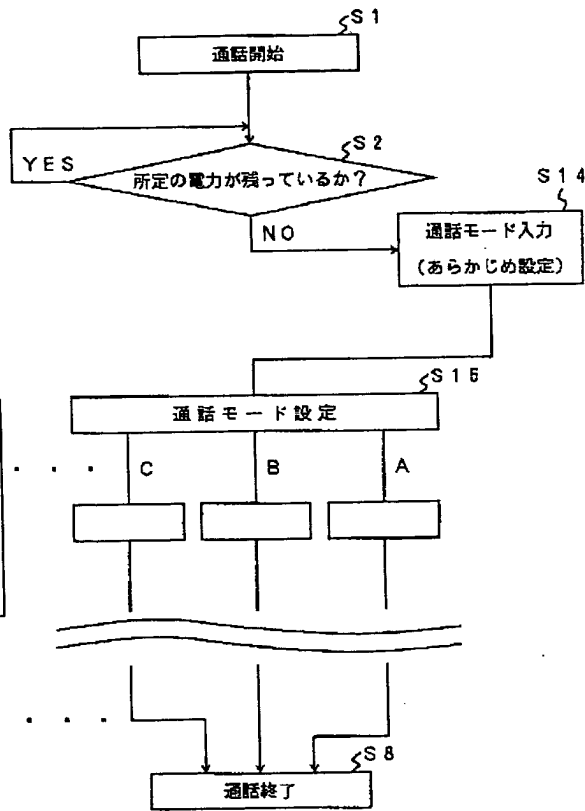 S1
通話開始
S2
所定の電力が残っているか？
YES
NO
S14
通話モード入力
(あらかじめ設定)
S15
通話モード設定
C
B
A
S8
通話終了